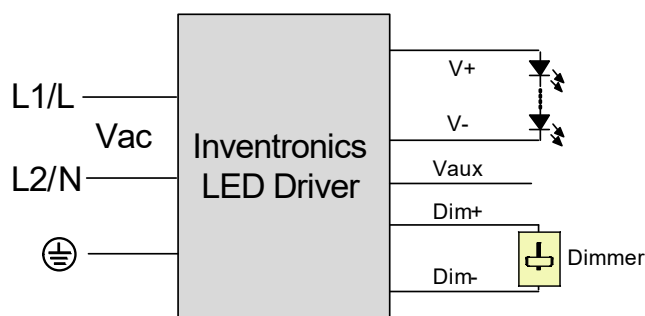 L1/L
Vac
L2/N
Inventronics
LED Driver
V+
V-
Vaux
Dim+
Dim-
Dimmer